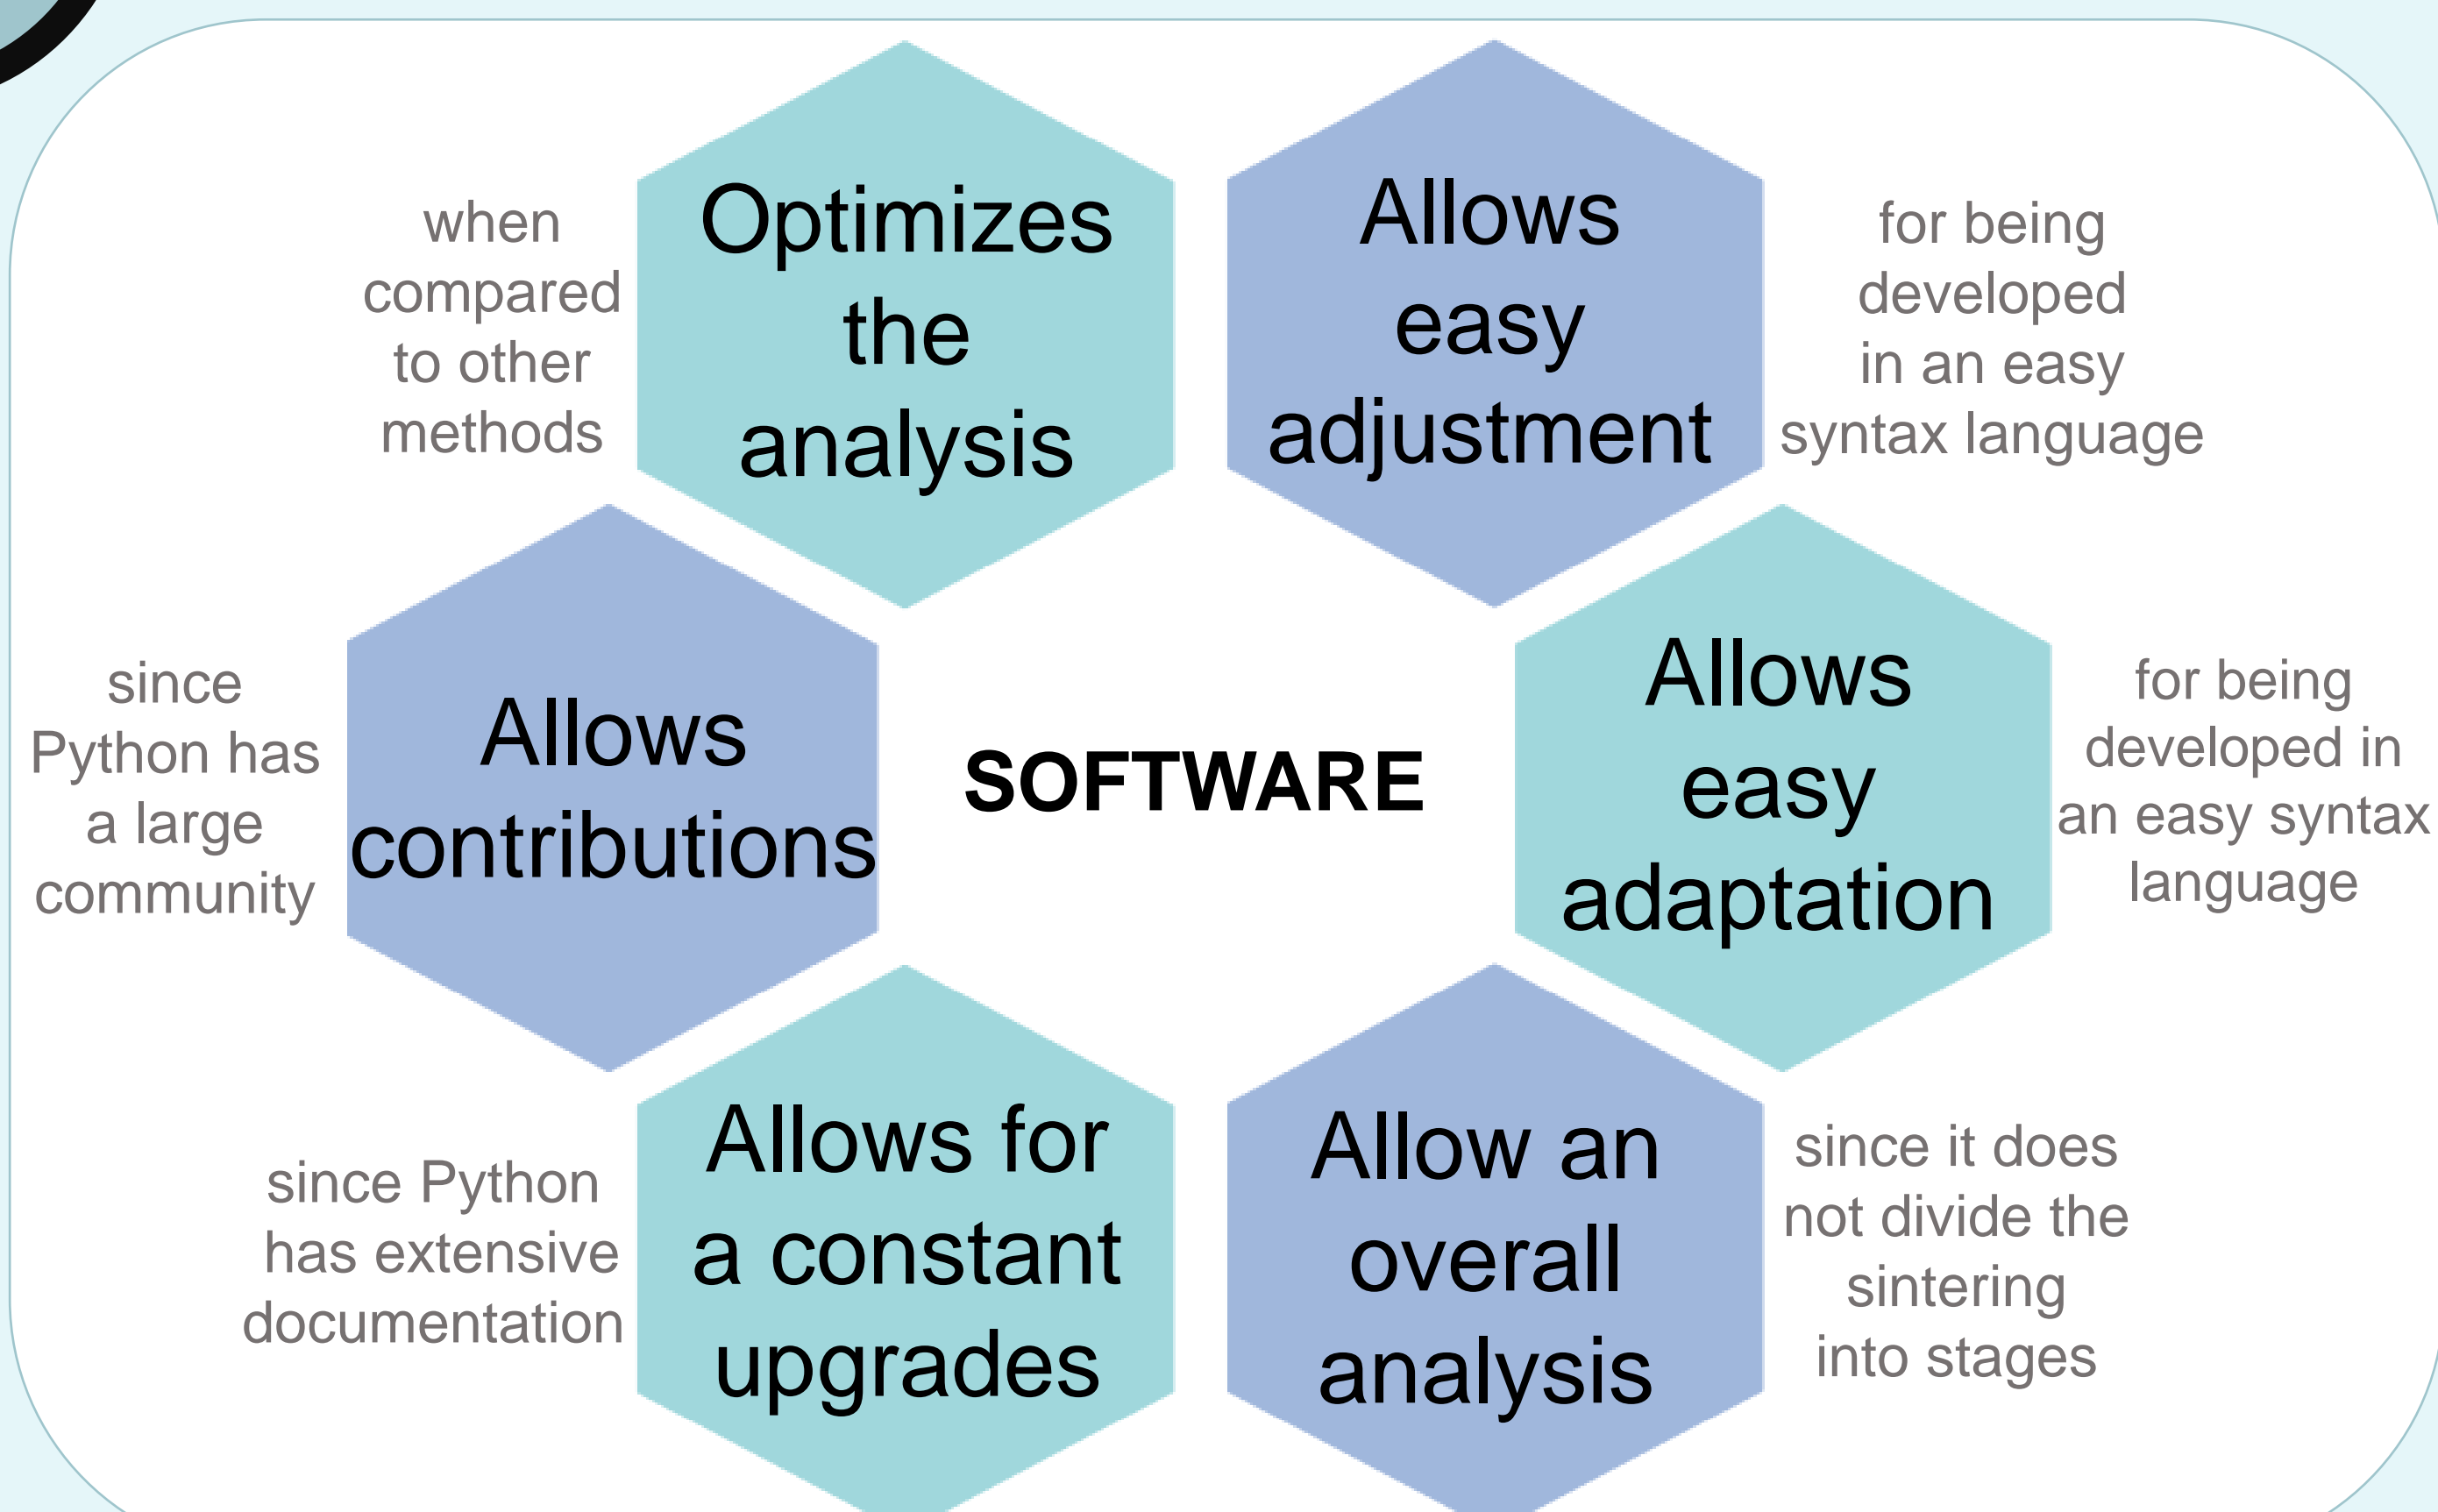 when
compared
to other
methods
Optimizes
the
analysis
Allows
easy
adjustment
for being
developed
in an easy
syntax language
since
Python has
a large
community
Allows
contributions
SOFTWARE
Allows
easy
adaptation
for being
developed in
an easy syntax
language
since Python
has extensive
documentation
Allows for
a constant
upgrades
Allow an
overall
analysis
since it does
not divide the
sintering
into stages